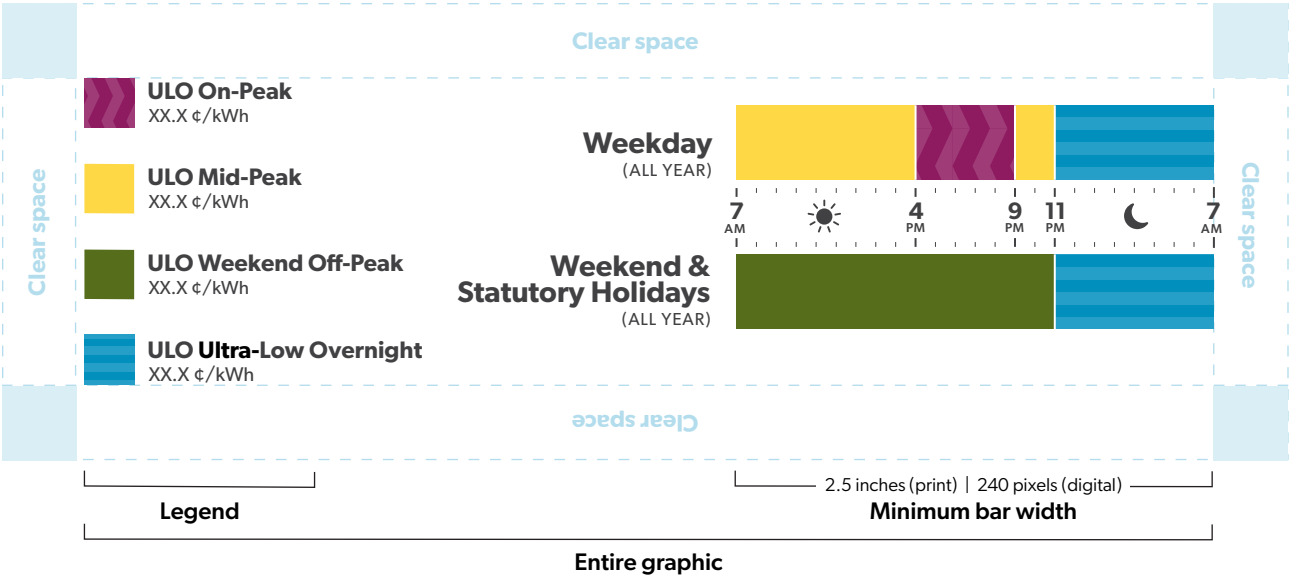 Clear space
Clear space
ULO On-Peak
XX.X ¢/kWh
ULO Mid-Peak
XX.X ¢/kWh
ULO Weekend Off-Peak
XX.X ¢/kWh
ULO Ultra-Low Overnight
XX.X ¢/kWh
Weekday
(ALL YEAR)
7 AM
4 PM
9 PM
11 PM
7 AM
Weekend &
Statutory Holidays
(ALL YEAR)
Clear space
Clear space
2.5 inches (print) | 240 pixels (digital)
Legend
Minimum bar width
Entire graphic